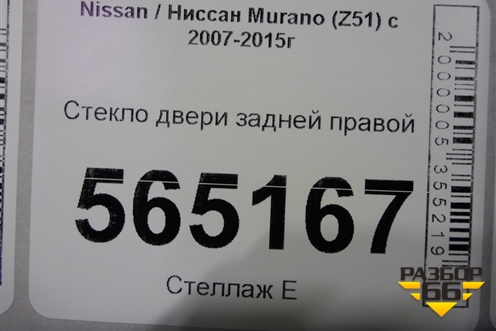 Nissan / Ниссан Murano (Z51) с
2007-2015г
Стекло двери задней правой
565167
Стеллаж Е
2000005355219
РАЗБОР
66